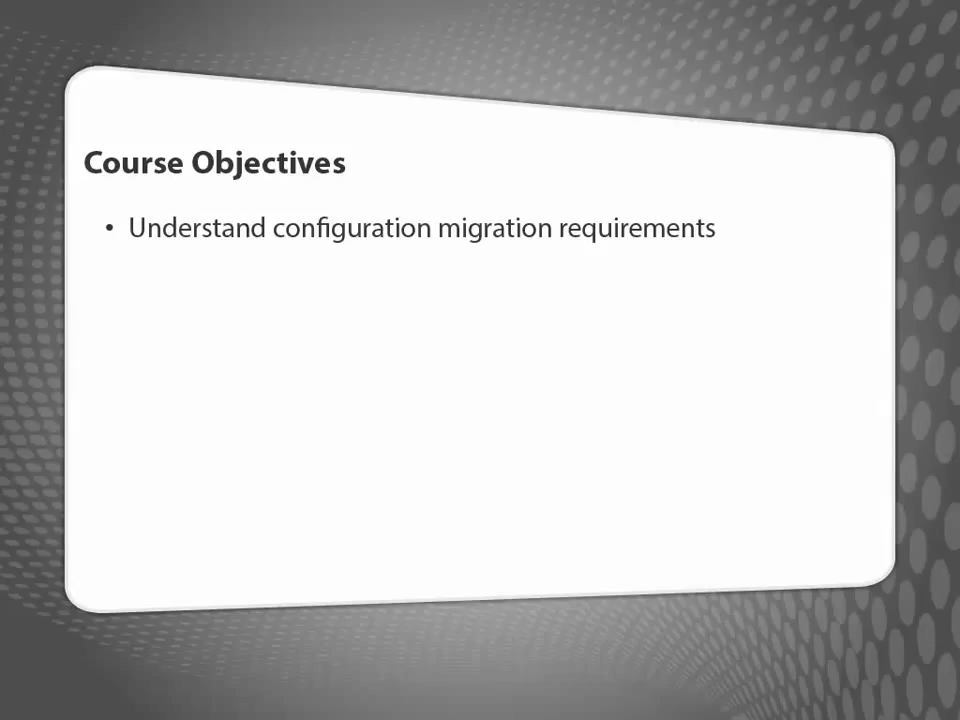 Course Objectives
• Understand configuration migration requirements